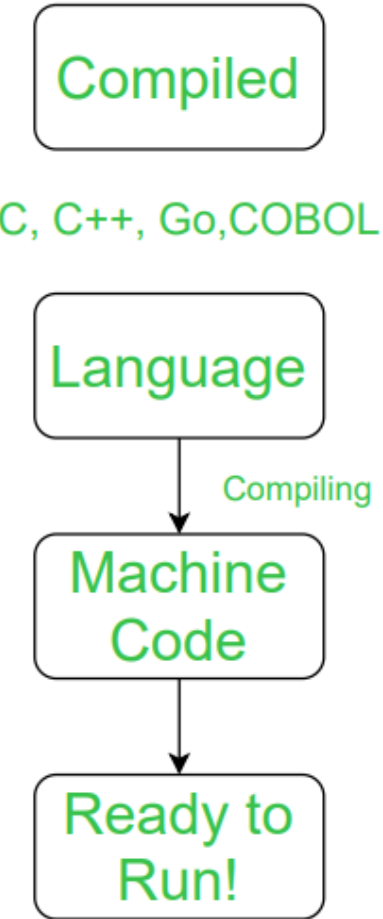 Compiled
C, C++, Go,COBOL
Language
Compiling
Machine
Code
Ready to
Run!